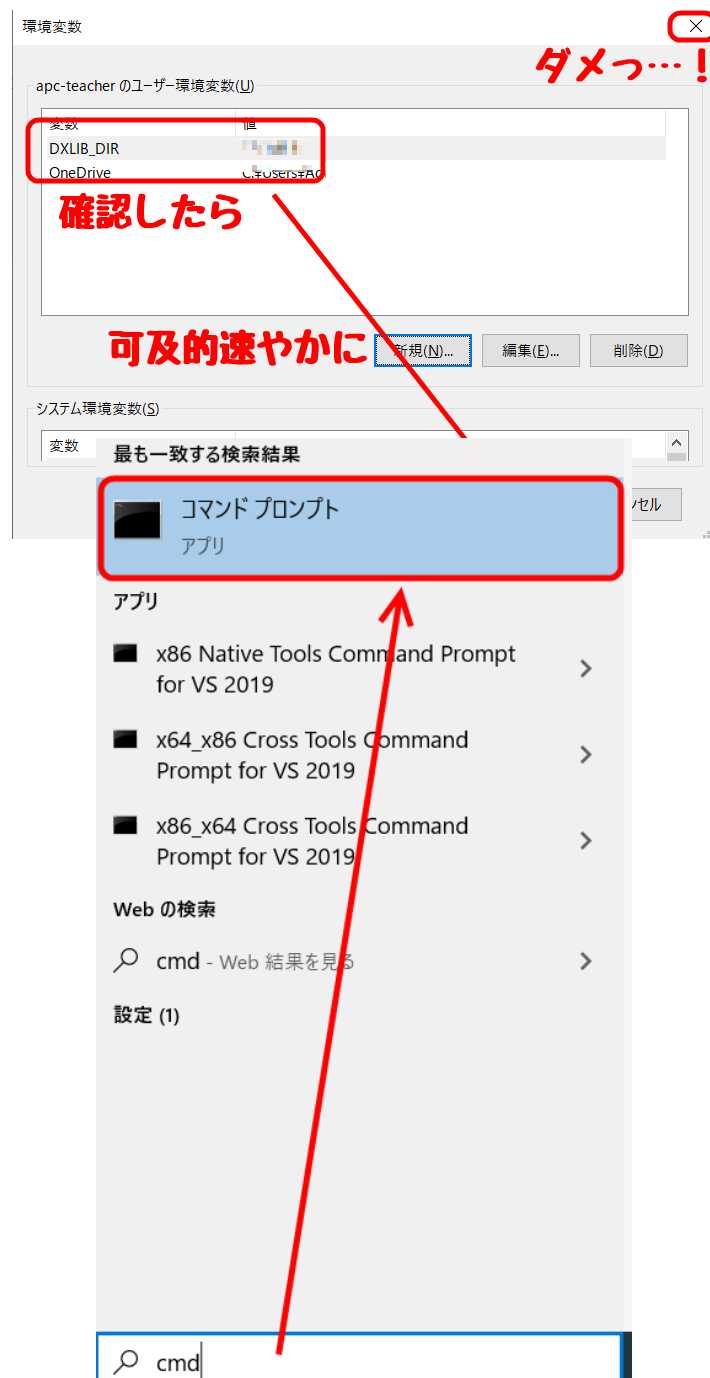 環境変数
ダメっ…！
apc-teacher のユーザー環境変数(U)
変数 値
DXLIB_DIR
OneDrive C:¥Users¥Ad
確認したら
可及的速やかに
新規(N)... 編集(E)... 削除(D)
システム環境変数(S)
変数
ンセル
最も一致する検索結果
コマンド プロンプト
アプリ
アプリ
x86 Native Tools Command Prompt
for VS 2019
x64_x86 Cross Tools Command
Prompt for VS 2019
x86_x64 Cross Tools Command
Prompt for VS 2019
Web の検索
cmd - Web 結果を見る
設定 (1)
cmd